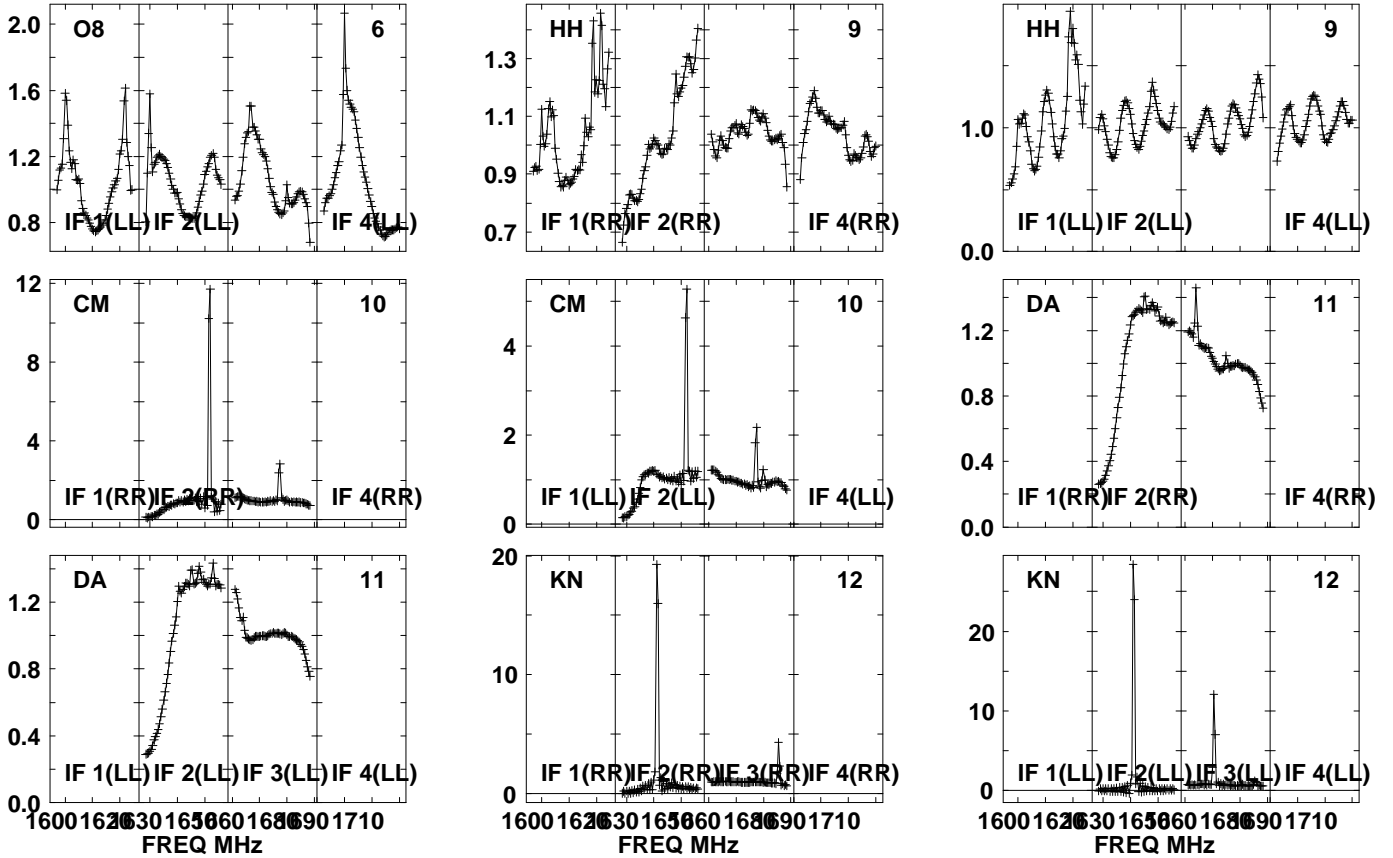 2.0
1.6
1.2
0.8
O8 6
IF 1(LL) IF 2(LL) IF 4(LL)
1.3
1.1
0.9
0.7
HH 9
IF 1(RR) IF 2(RR) IF 4(RR)
1.0
0.0
HH 9
IF 1(LL) IF 2(LL) IF 4(LL)
12
8
4
0
CM 10
IF 1(RR) IF 2(RR) IF 4(RR)
4
2
0
CM 10
IF 1(LL) IF 2(LL) IF 4(LL)
1.2
0.8
0.4
0.0
DA 11
IF 1(RR) IF 2(RR) IF 4(RR)
1.2
0.8
0.4
0.0
DA 11
IF 1(LL) IF 2(LL) IF 3(LL) IF 4(LL)
1600 1620 1630 1650 1660 1680 1690 1710
FREQ MHz
20
10
0
KN 12
IF 1(RR) IF 2(RR) IF 3(RR) IF 4(RR)
1600 1620 1630 1650 1660 1680 1690 1710
FREQ MHz
20
10
0
KN 12
IF 1(LL) IF 2(LL) IF 3(LL) IF 4(LL)
1600 1620 1630 1650 1660 1680 1690 1710
FREQ MHz